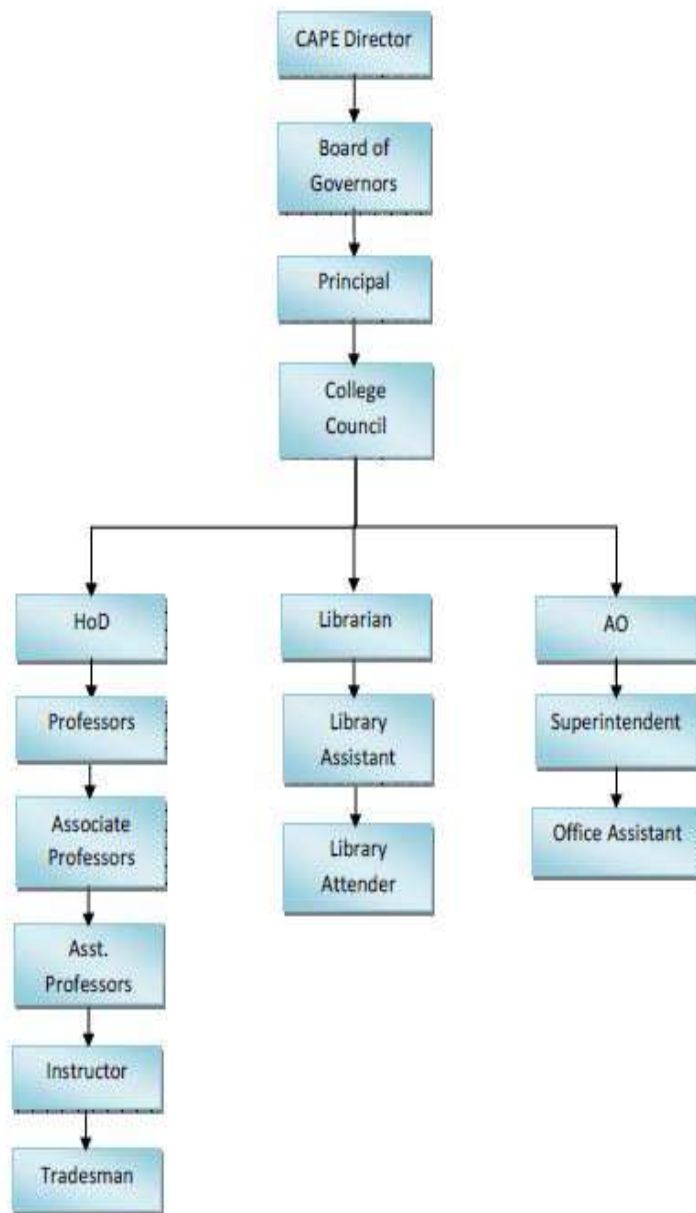 CAPE Director
Board of
Governors
Principal
College
Council
HoD
Professors
Associate
Professors
Asst.
Professors
Instructor
Tradesman
Librarian
Library
Assistant
Library
Attender
AO
Superintendent
Office Assistant